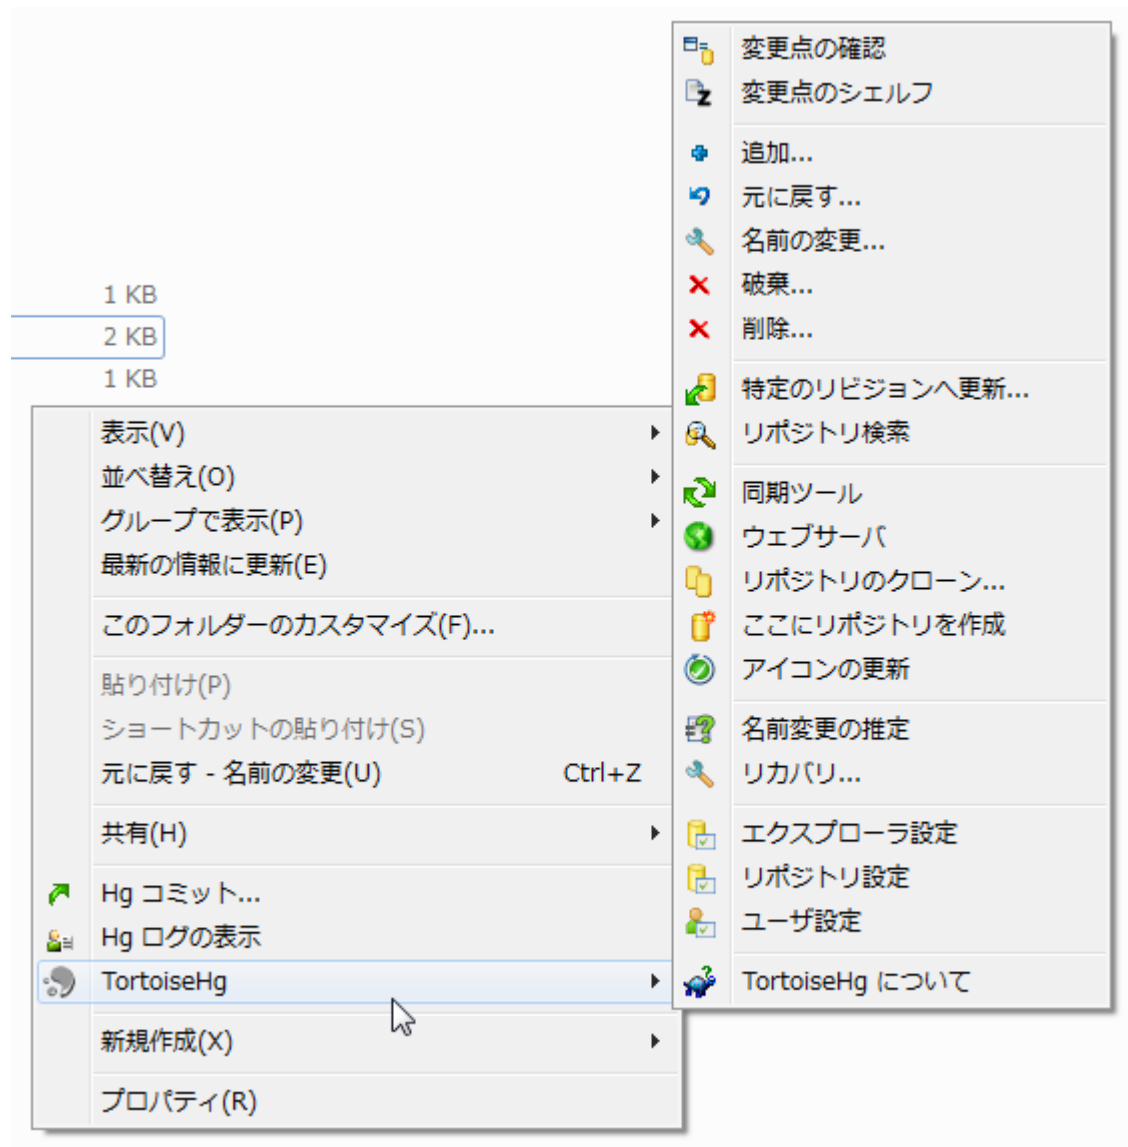 1 KB
2 KB
1 KB
表示(V)
並べ替え(O)
グループで表示(P)
最新の情報に更新(E)
このフォルダーのカスタマイズ(F)...
貼り付け(P)
ショートカットの貼り付け(S)
元に戻す - 名前の変更(U) Ctrl+Z
共有(H)
Hg コミット...
Hg ログの表示
TortoiseHg
新規作成(X)
プロパティ(R)
変更点の確認
変更点のシェルフ
追加...
元に戻す...
名前の変更...
破棄...
削除...
特定のリビジョンへ更新...
リポジトリ検索
同期ツール
ウェブサーバ
リポジトリのクローン...
ここにリポジトリを作成
アイコンの更新
名前変更の推定
リカバリ...
エクスプローラ設定
リポジトリ設定
ユーザ設定
TortoiseHg について